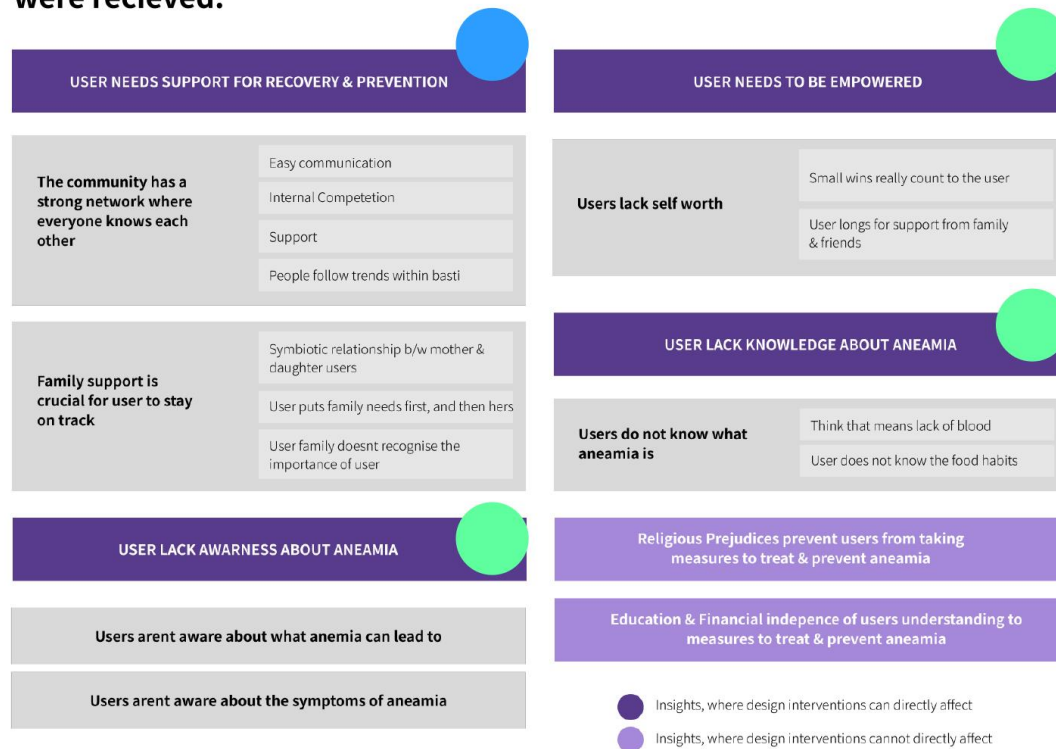 were recieved.
USER NEEDS SUPPORT FOR RECOVERY & PREVENTION
The community has a
strong network where
everyone knows each
other
Easy communication
Internal Competetion
Support
People follow trends within basti
Family support is
crucial for user to stay
on track
Symbiotic relationship b/w mother &
daughter users
User puts family needs first, and then hers
User family doesnt recognise the
importance of user
USER LACK AWARNESS ABOUT ANEAMIA
Users arent aware about what anemia can lead to
Users arent aware about the symptoms of aneamia
USER NEEDS TO BE EMPOWERED
Users lack self worth
Small wins really count to the user
User longs for support from family
& friends
USER LACK KNOWLEDGE ABOUT ANEAMIA
Users do not know what
aneamia is
Think that means lack of blood
User does not know the food habits
Religious Prejudices prevent users from taking
measures to treat & prevent aneamia
Education & Financial indepence of users understanding to
measures to treat & prevent aneamia
Insights, where design interventions can directly affect
Insights, where design interventions cannot directly affect